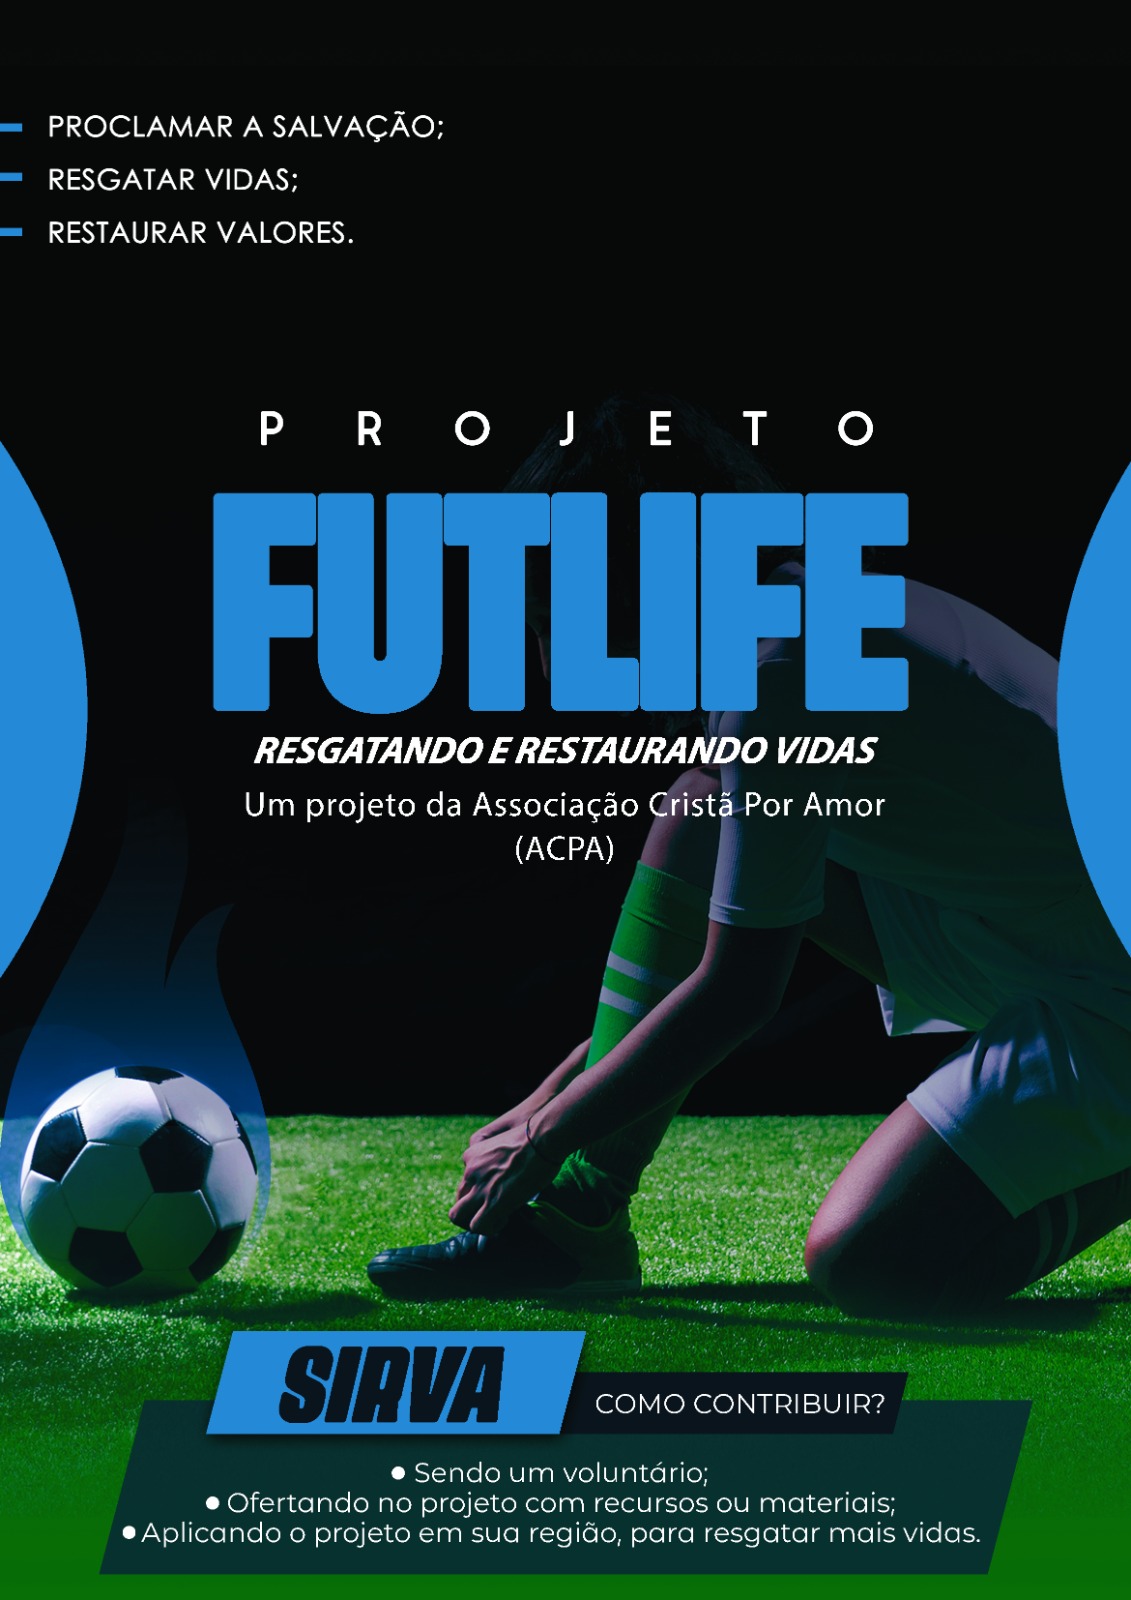 PROCLAMAR A SALVAÇÃO;
RESGATAR VIDAS;
RESTAURAR VALORES.
PROJETO
FUTLIFE
RESGATANDO E RESTAURANDO VIDAS
Um projeto da Associação Cristã Por Amor
(ACPA)
SIRVA
COMO CONTRIBUIR?
● Sendo um voluntário;
● Ofertando no projeto com recursos ou materiais;
● Aplicando o projeto em sua região, para resgatar mais vidas.